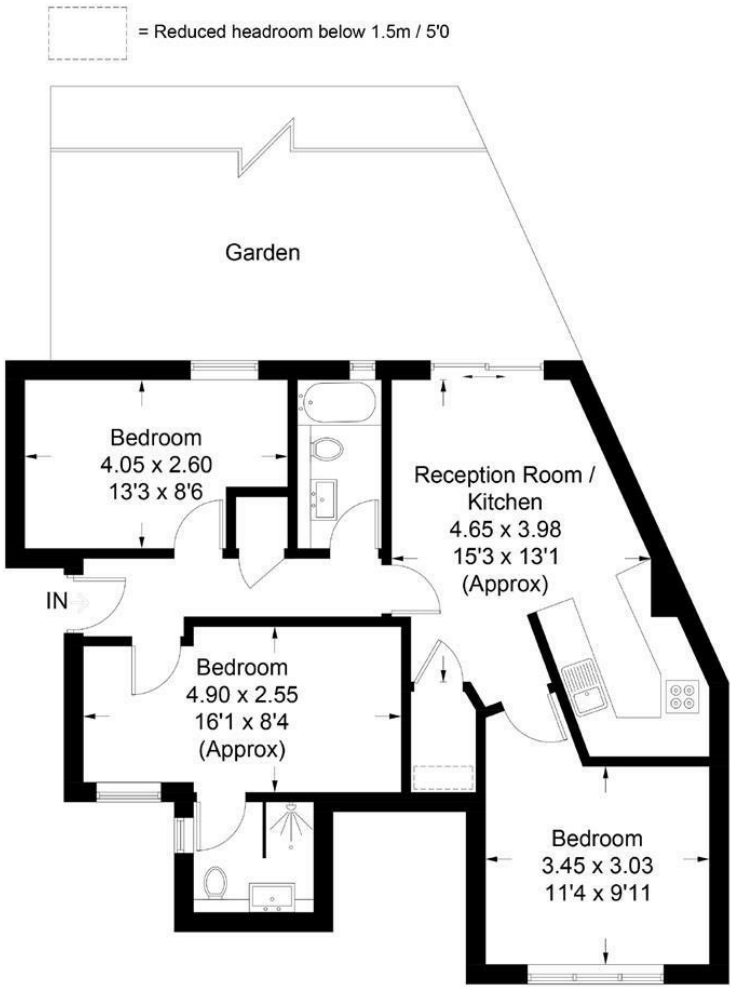 = Reduced headroom below 1.5m / 5'0
Garden
Bedroom
4.05 x 2.60
13'3 x 8'6
Reception Room /
Kitchen
4.65 x 3.98
15'3 x 13'1
(Approx)
IN
Bedroom
4.90 x 2.55
16'1 x 8'4
(Approx)
Bedroom
3.45 x 3.03
11'4 x 9'11